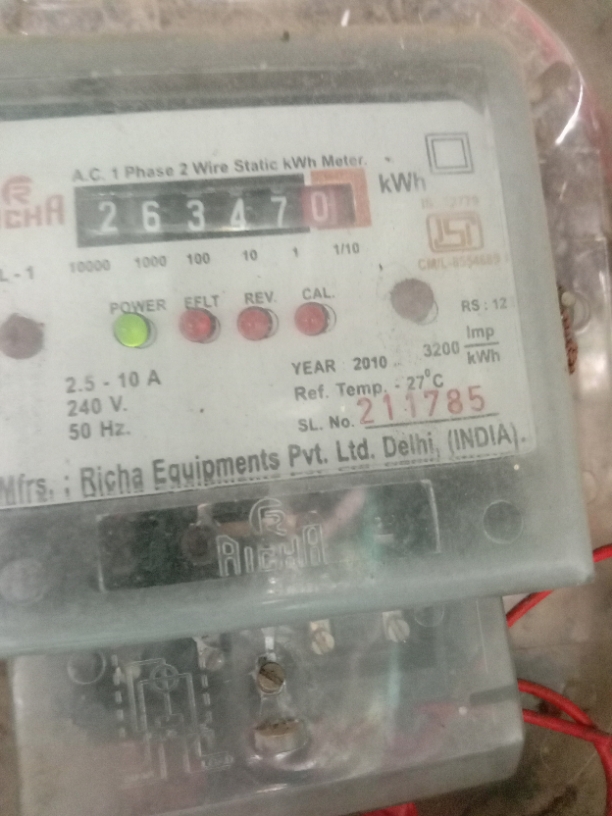 A.C. 1 Phase 2 Wire Static kWh Meter.
RICHA
2 6 3 4 7 0 kWh
10000 1000 100 10 1 1/10
L - 1
POWER EFLT REV. CAL.
RS : 12
2.5 - 10 A
240 V.
50 Hz.
YEAR 2010
3200 Imp/kWh
Ref. Temp. - 27°C
SL. No. 211785
Mfrs, : Richa Equipments Pvt. Ltd. Delhi, (INDIA).
RICHA